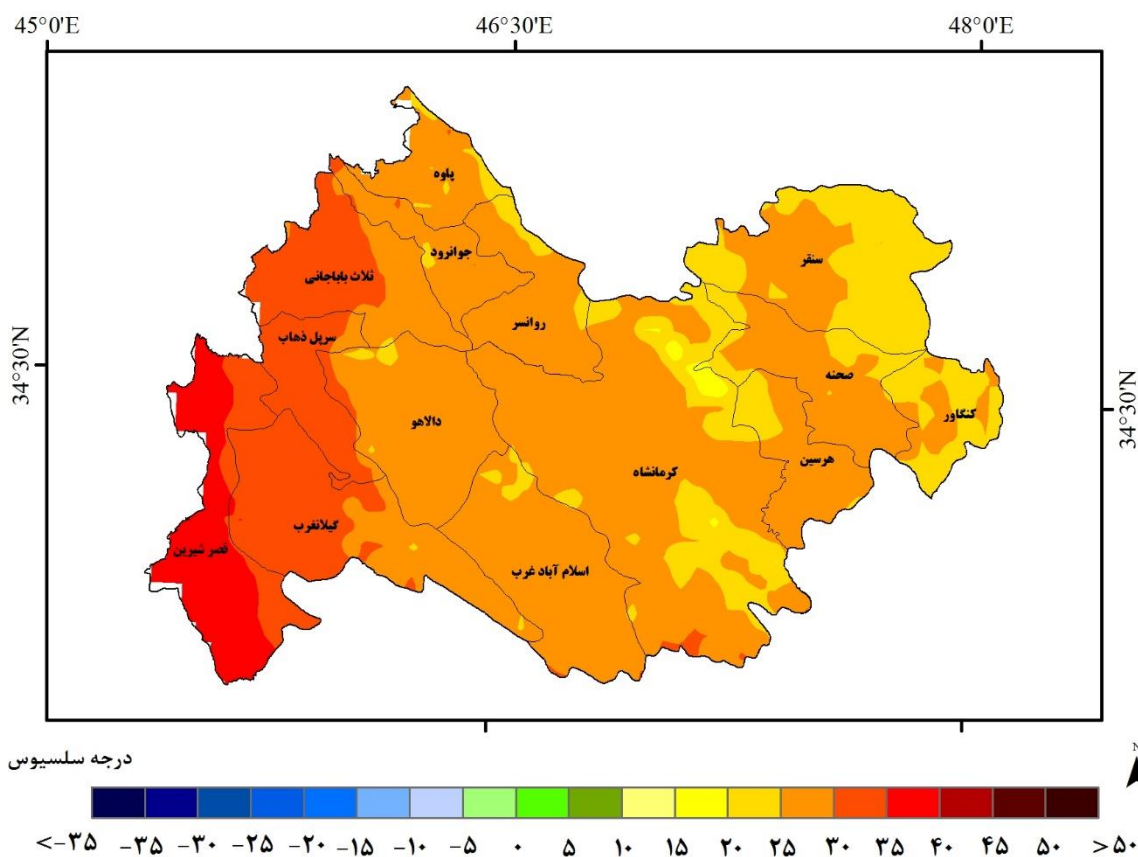 45°0'E 46°30'E 48°0'E
پاوه
جوانرود
سنقر
ثلاث باباجانی
روانسر
سرپل ذهاب
34°30'N
صحنه
34°30'N
کنگاور
دالاهو
هرسین
کرمانشاه
گیلانغرب
قصر شیرین
اسلام آباد غرب
درجه سلسیوس
N
<-۳۵ -۳۵ -۳۰ -۲۵ -۲۰ -۱۵ -۱۰ -۵ ۰ ۵ ۱۰ ۱۵ ۲۰ ۲۵ ۳۰ ۳۵ ۴۰ ۴۵ ۵۰ >۵۰